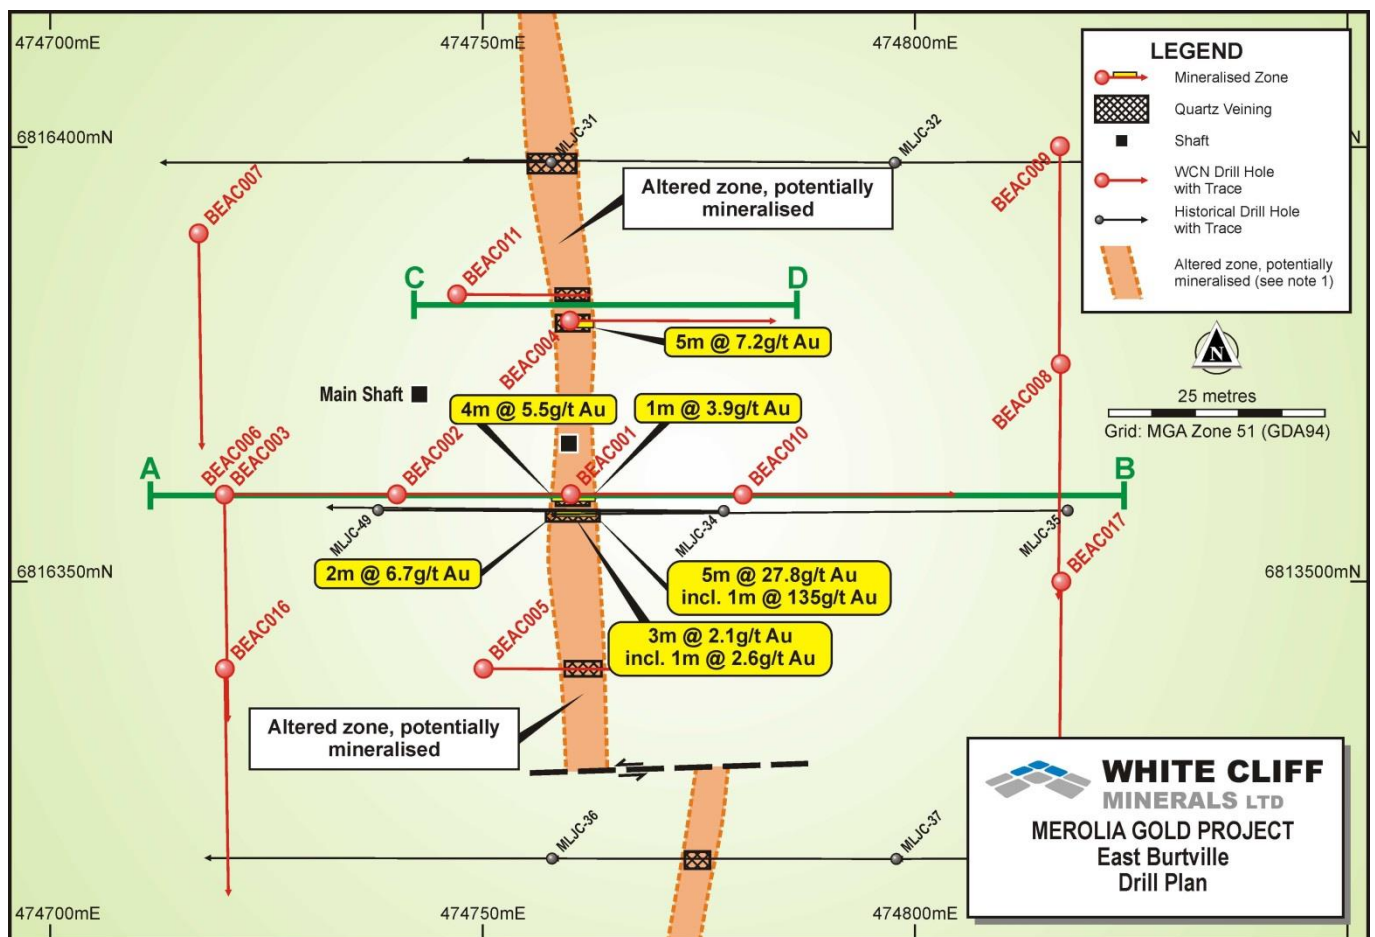 474700mE
474750mE
474800mE
LEGEND
Mineralised Zone
Quartz Veining
Shaft
WCN Drill Hole
with Trace
Historical Drill Hole
with Trace
Altered zone, potentially
mineralised (see note 1)
6816400mN
N
MLJC-31
MLJC-32
BEAC009
BEAC007
Altered zone, potentially
mineralised
BEAC011
C
D
BEAC004
5m @ 7.2g/t Au
BEAC008
N
25 metres
Grid: MGA Zone 51 (GDA94)
Main Shaft
4m @ 5.5g/t Au
1m @ 3.9g/t Au
BEAC006
BEAC003
BEAC002
BEAC001
BEAC010
A
B
MLJC-49
MLJC-34
MLJC-35
BEAC017
6816350mN
6813500mN
2m @ 6.7g/t Au
5m @ 27.8g/t Au
incl. 1m @ 135g/t Au
3m @ 2.1g/t Au
incl. 1m @ 2.6g/t Au
BEAC016
BEAC005
Altered zone, potentially
mineralised
MLJC-36
MLJC-37
WHITE CLIFF
MINERALS LTD
MEROLIA GOLD PROJECT
East Burtville
Drill Plan
474700mE
474750mE
474800mE